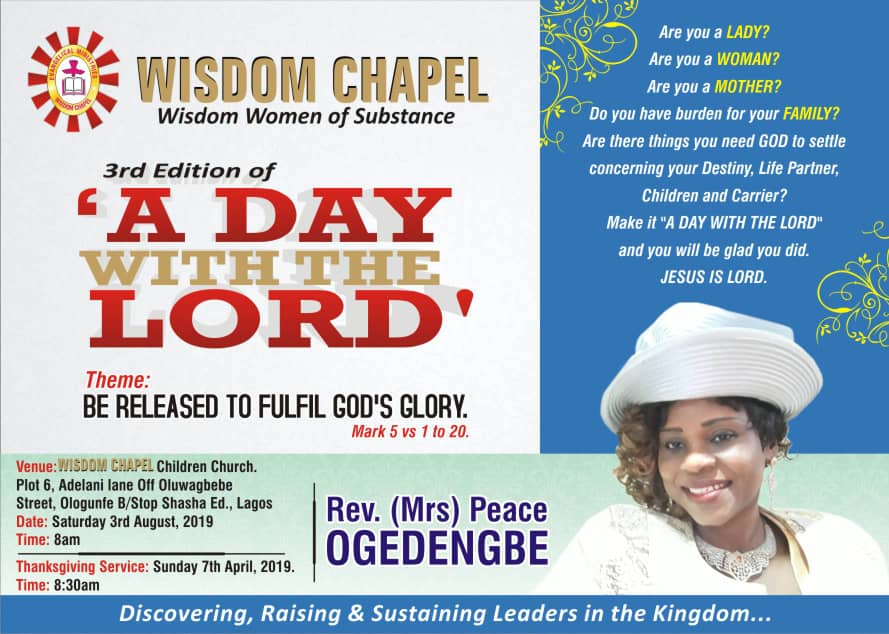 EVANGELICAL MINISTRIES
WISDOM CHAPEL
WISDOM CHAPEL
Wisdom Women of Substance
3rd Edition of
‘A DAY
WITH THE
LORD'
Theme:
BE RELEASED TO FULFIL GOD'S GLORY.
Mark 5 vs 1 to 20.
Are you a LADY?
Are you a WOMAN?
Are you a MOTHER?
Do you have burden for your FAMILY?
Are there things you need GOD to settle
concerning your Destiny, Life Partner,
Children and Carrier?
Make it "A DAY WITH THE LORD"
and you will be glad you did.
JESUS IS LORD.
Venue: WISDOM CHAPEL Children Church.
Plot 6, Adelani lane Off Oluwagbebe
Street, Ologunfe B/Stop Shasha Ed., Lagos
Date: Saturday 3rd August, 2019
Time: 8am
Thanksgiving Service: Sunday 7th April, 2019.
Time: 8:30am
Rev. (Mrs) Peace
OGEDENGBE
Discovering, Raising & Sustaining Leaders in the Kingdom...